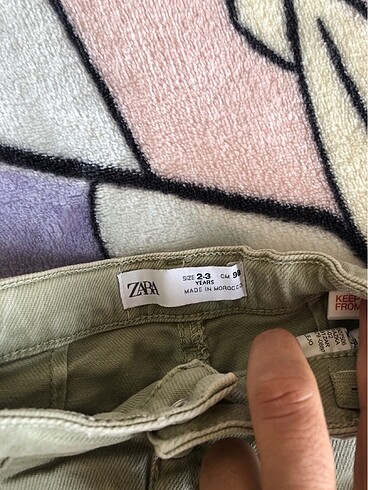 ZARA
SIZE 2-3 CM 98
YEARS
MADE IN MOROCCO
KEEP
FROM